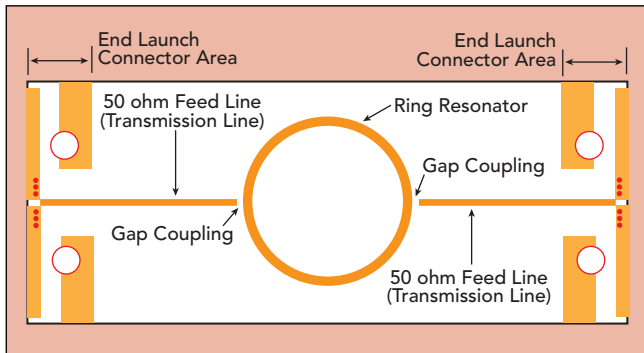 End Launch
Connector Area
End Launch
Connector Area
50 ohm Feed Line
(Transmission Line)
Ring Resonator
Gap Coupling
Gap Coupling
50 ohm Feed Line
(Transmission Line)